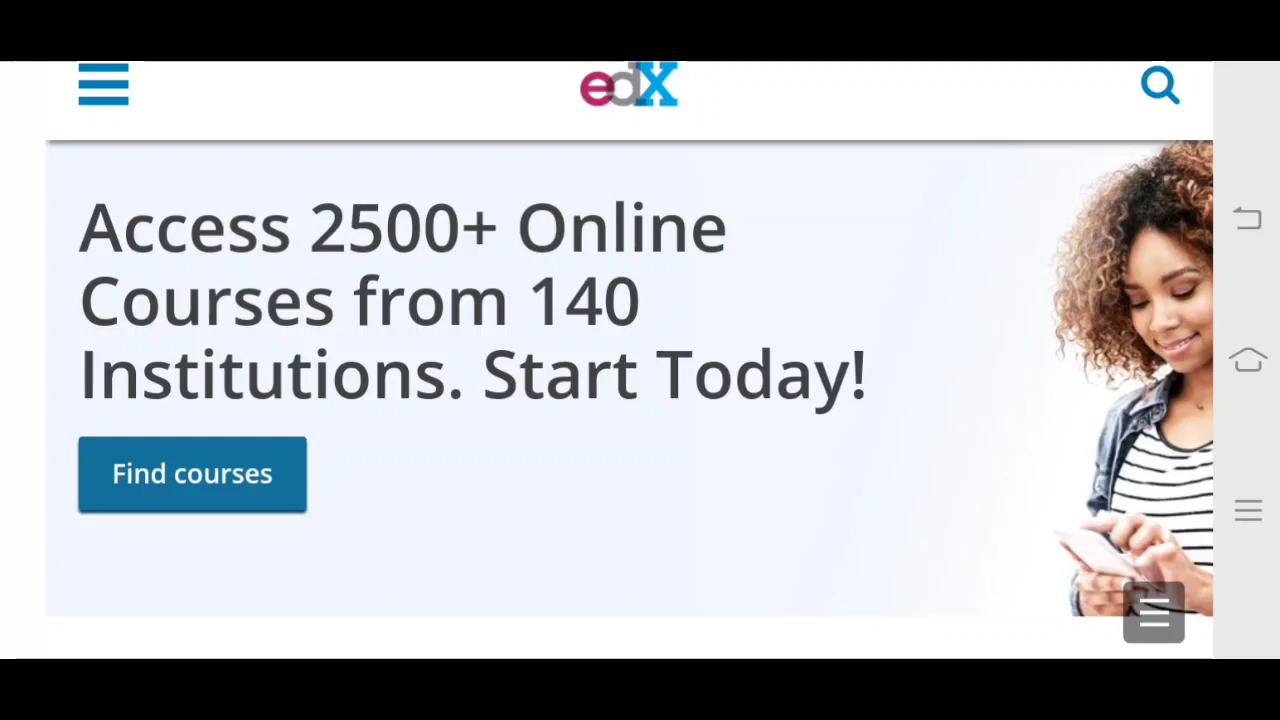 edX
Access 2500+ Online
Courses from 140
Institutions. Start Today!
Find courses